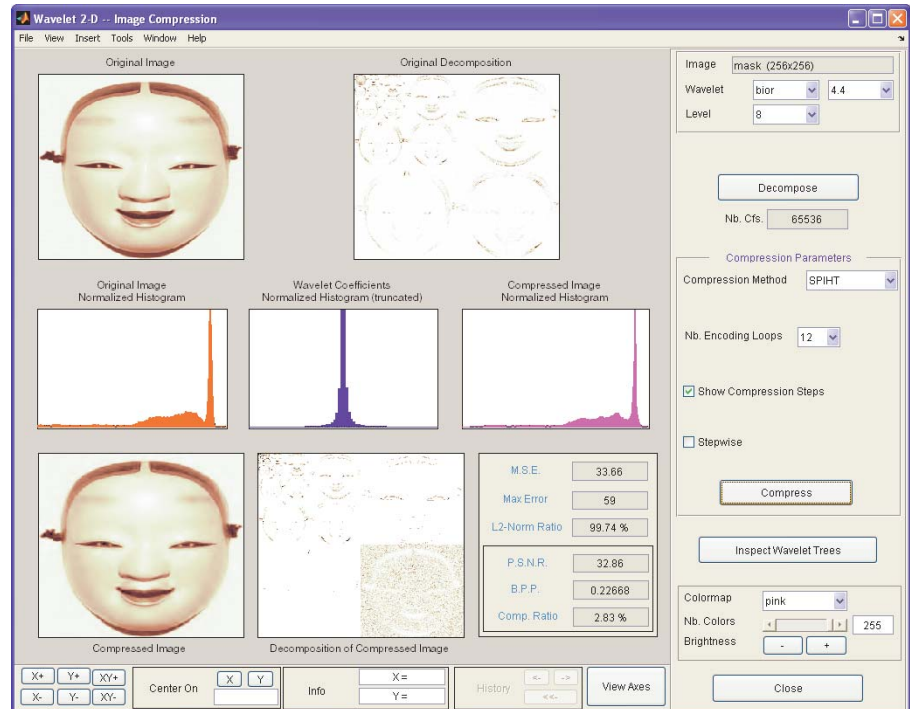 Wavelet 2-D -- Image Compression
File View Insert Tools Window Help
Original Image
Original Decomposition
Original Image
Normalized Histogram
Wavelet Coefficients
Normalized Histogram (truncated)
Compressed Image
Normalized Histogram
M.S.E. 33.66
Max Error 59
L2-Norm Ratio 99.74 %
P.S.N.R. 32.86
B.P.P. 0.22668
Comp. Ratio 2.83 %
Compressed Image
Decomposition of Compressed Image
Image mask (256x256)
Wavelet bior 4.4
Level 8
Decompose
Nb. Cfs. 65536
Compression Parameters
Compression Method SPIHT
Nb. Encoding Loops 12
Show Compression Steps
Stepwise
Compress
Inspect Wavelet Trees
Colormap pink
Nb. Colors 255
Brightness - +
X+ Y+ XY+
X- Y- XY-
Center On X Y
Info X =
Y =
History <- ->
<<-
View Axes
Close